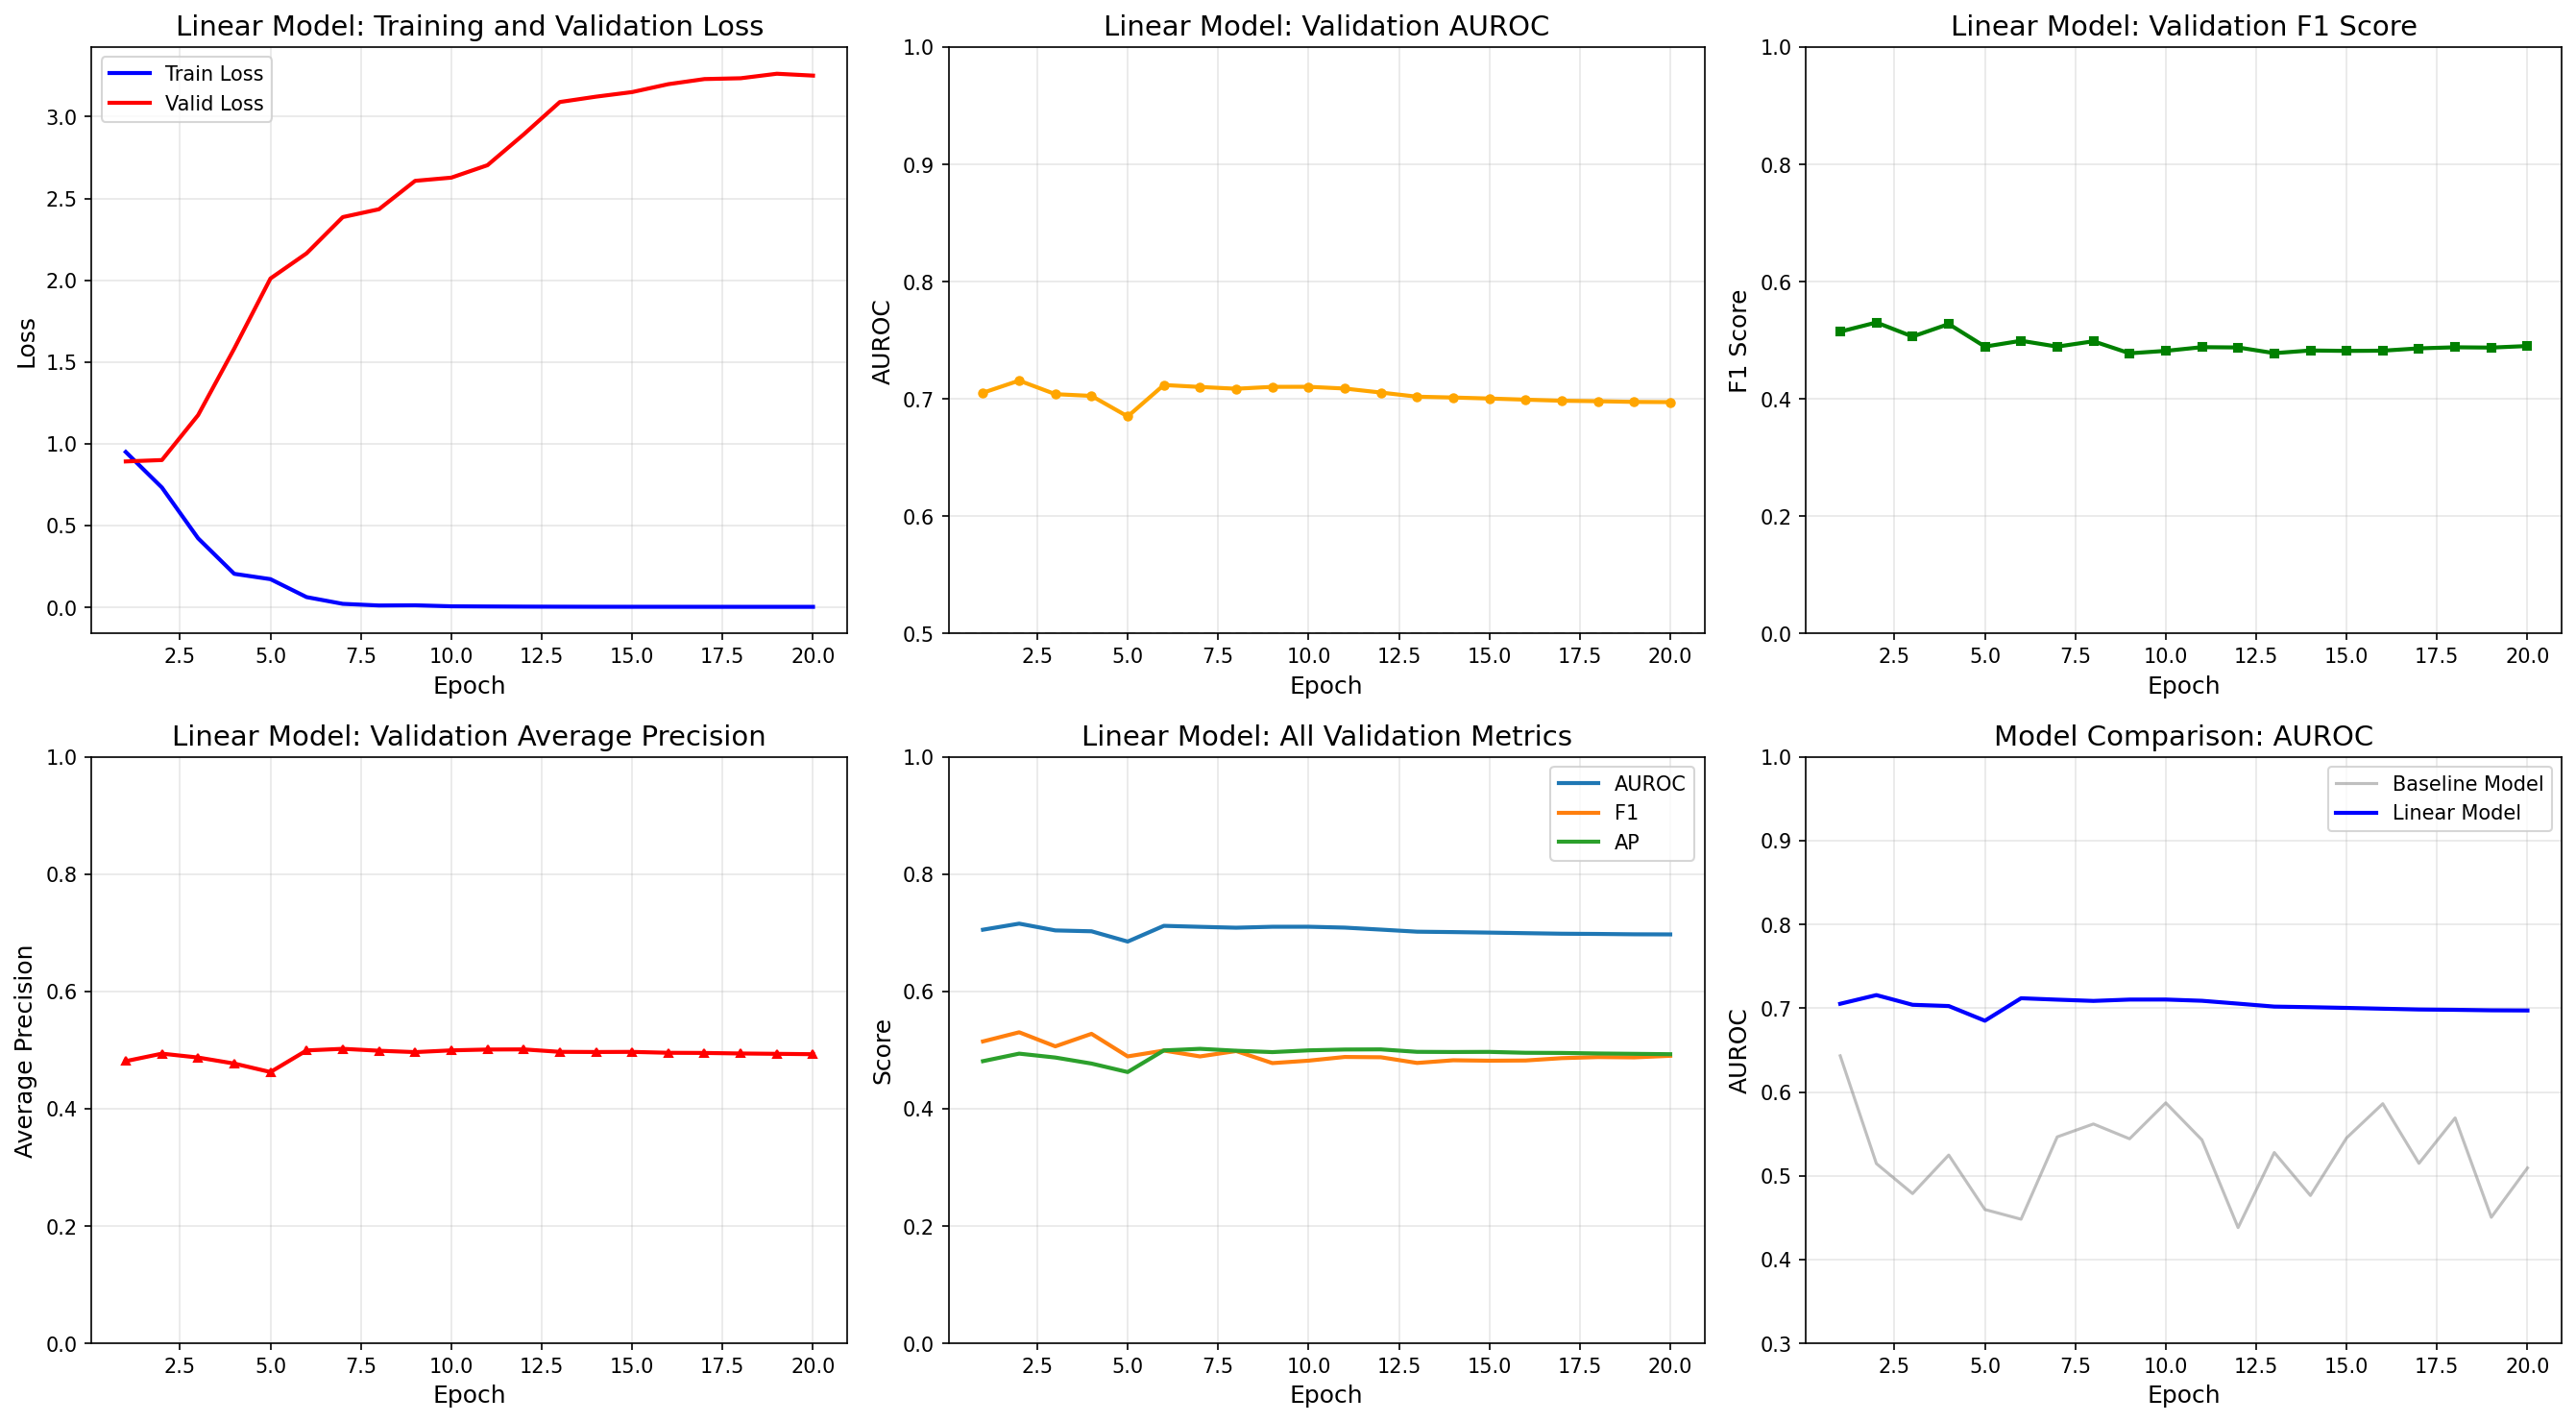 Linear Model: Training and Validation Loss
Train Loss
Valid Loss
Loss
3.0
2.5
2.0
1.5
1.0
0.5
0.0
2.5 5.0 7.5 10.0 12.5 15.0 17.5 20.0
Epoch
Linear Model: Validation AUROC
AUROC
1.0
0.9
0.8
0.7
0.6
0.5
2.5 5.0 7.5 10.0 12.5 15.0 17.5 20.0
Epoch
Linear Model: Validation F1 Score
F1 Score
1.0
0.8
0.6
0.4
0.2
0.0
2.5 5.0 7.5 10.0 12.5 15.0 17.5 20.0
Epoch
Linear Model: Validation Average Precision
Average Precision
1.0
0.8
0.6
0.4
0.2
0.0
2.5 5.0 7.5 10.0 12.5 15.0 17.5 20.0
Epoch
Linear Model: All Validation Metrics
AUROC
F1
AP
Score
1.0
0.8
0.6
0.4
0.2
0.0
2.5 5.0 7.5 10.0 12.5 15.0 17.5 20.0
Epoch
Model Comparison: AUROC
Baseline Model
Linear Model
AUROC
1.0
0.9
0.8
0.7
0.6
0.5
0.4
0.3
2.5 5.0 7.5 10.0 12.5 15.0 17.5 20.0
Epoch